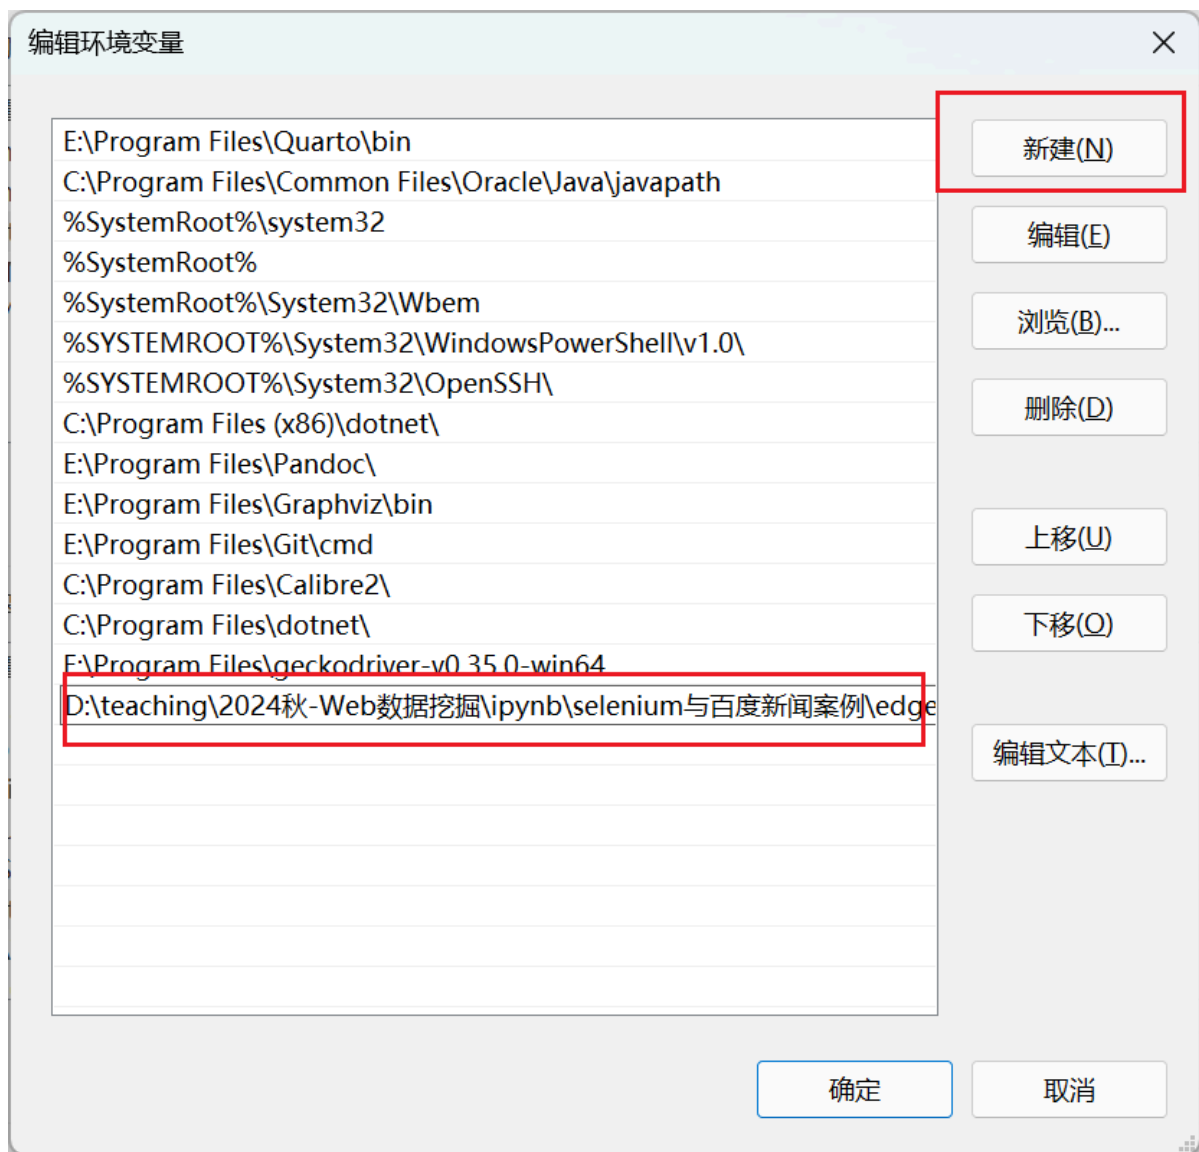 编辑环境变量
E:\Program Files\Quarto\bin
C:\Program Files\Common Files\Oracle\Java\javapath
%SystemRoot%\system32
%SystemRoot%
%SystemRoot%\System32\Wbem
%SYSTEMROOT%\System32\WindowsPowerShell\v1.0\
%SYSTEMROOT%\System32\OpenSSH\
C:\Program Files (x86)\dotnet\
E:\Program Files\Pandoc\
E:\Program Files\Graphviz\bin
E:\Program Files\Git\cmd
C:\Program Files\Calibre2\
C:\Program Files\dotnet\
E:\Program Files\geckodriver-v0.35.0-win64
D:\teaching\2024秋-Web数据挖掘\ipynb\selenium与百度新闻案例\edge
新建(N)
编辑(E)
浏览(B)...
删除(D)
上移(U)
下移(O)
编辑文本(T)...
确定
取消